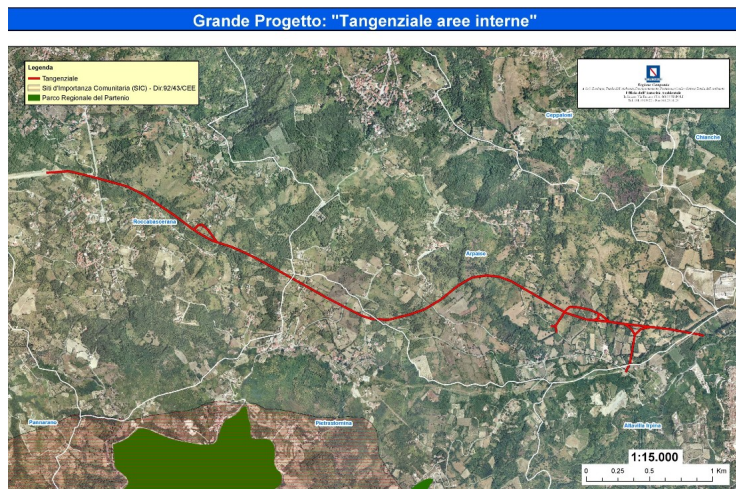 Grande Progetto: "Tangenziale aree interne"
Legenda
Tangenziale
Siti d'Importanza Comunitaria (SIC) - Dir.92/43/CEE
Parco Regionale del Partenio
Regione Campania
Ceppaloni
Chianche
Roccabascerana
Arpaise
Pannarano
Pietrastornina
Altavilla Irpina
1:15.000
0 0.25 0.5 1 Km